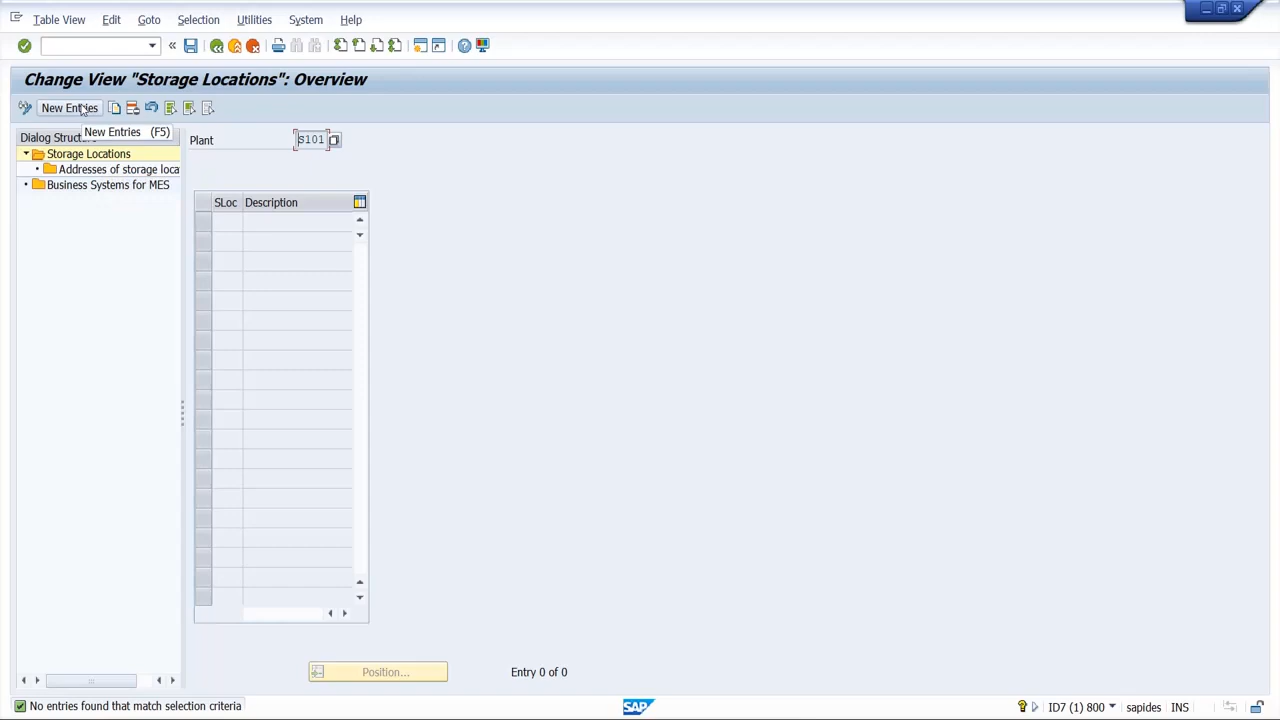 Table View Edit Goto Selection Utilities System Help
Change View "Storage Locations": Overview
New Entries
New Entries (F5)
Dialog Structu
Plant S101
Storage Locations
Addresses of storage loca
Business Systems for MES
SLoc Description
Position...
Entry 0 of 0
No entries found that match selection criteria
SAP
ID7 (1) 800 sapides INS